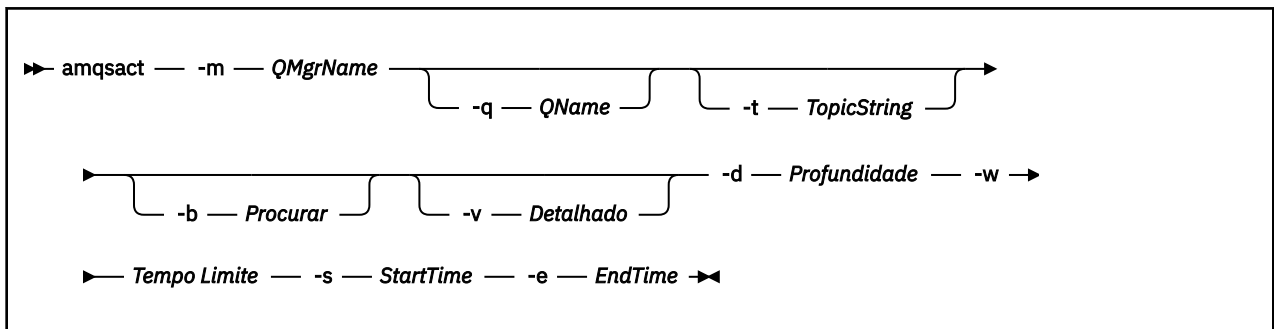 amqsact -m QMgrName
-q QName -t TopicString
-d Profundidade -w
-b Procurar -v Detalhado
Tempo Limite -s StartTime -e EndTime